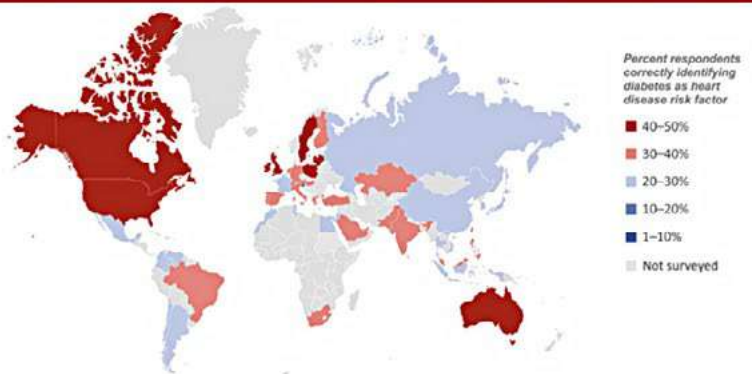 Percent respondents
correctly identifying
diabetes as heart
disease risk factor
40–50%
30–40%
20–30%
10–20%
1–10%
Not surveyed